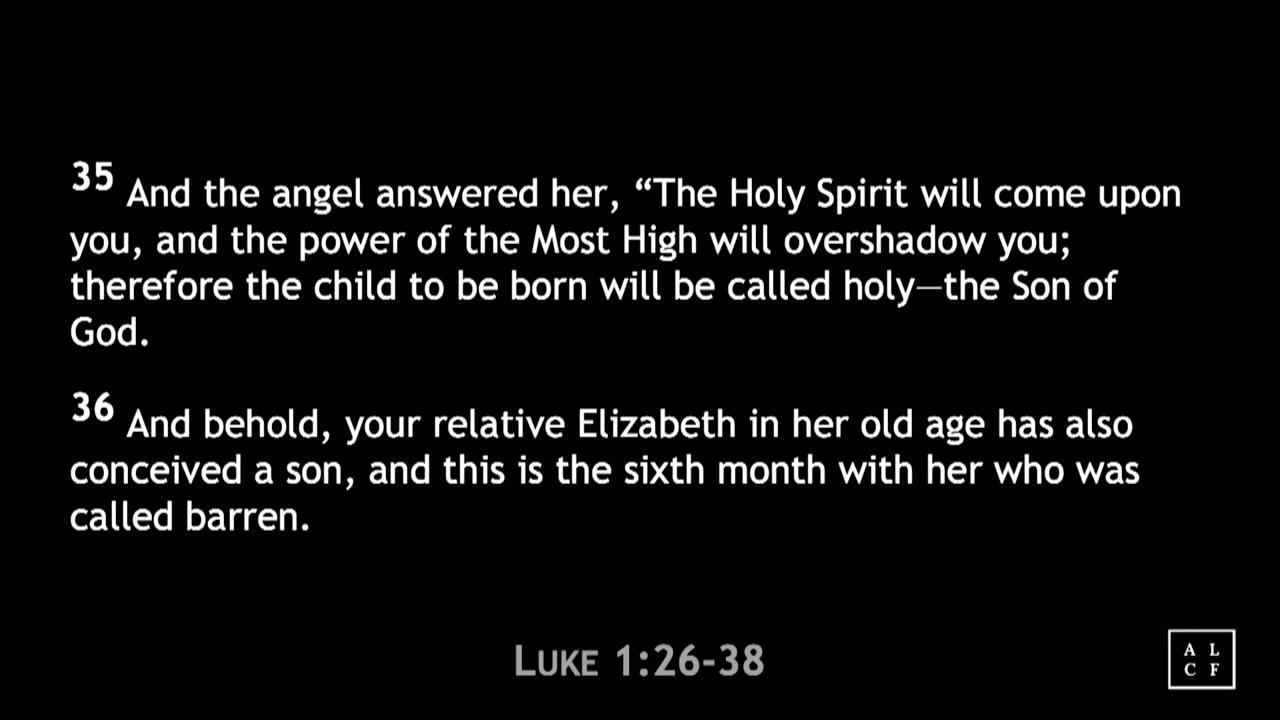 35 And the angel answered her, “The Holy Spirit will come upon
you, and the power of the Most High will overshadow you;
therefore the child to be born will be called holy—the Son of
God.
36 And behold, your relative Elizabeth in her old age has also
conceived a son, and this is the sixth month with her who was
called barren.
LUKE 1:26-38
A L
C F